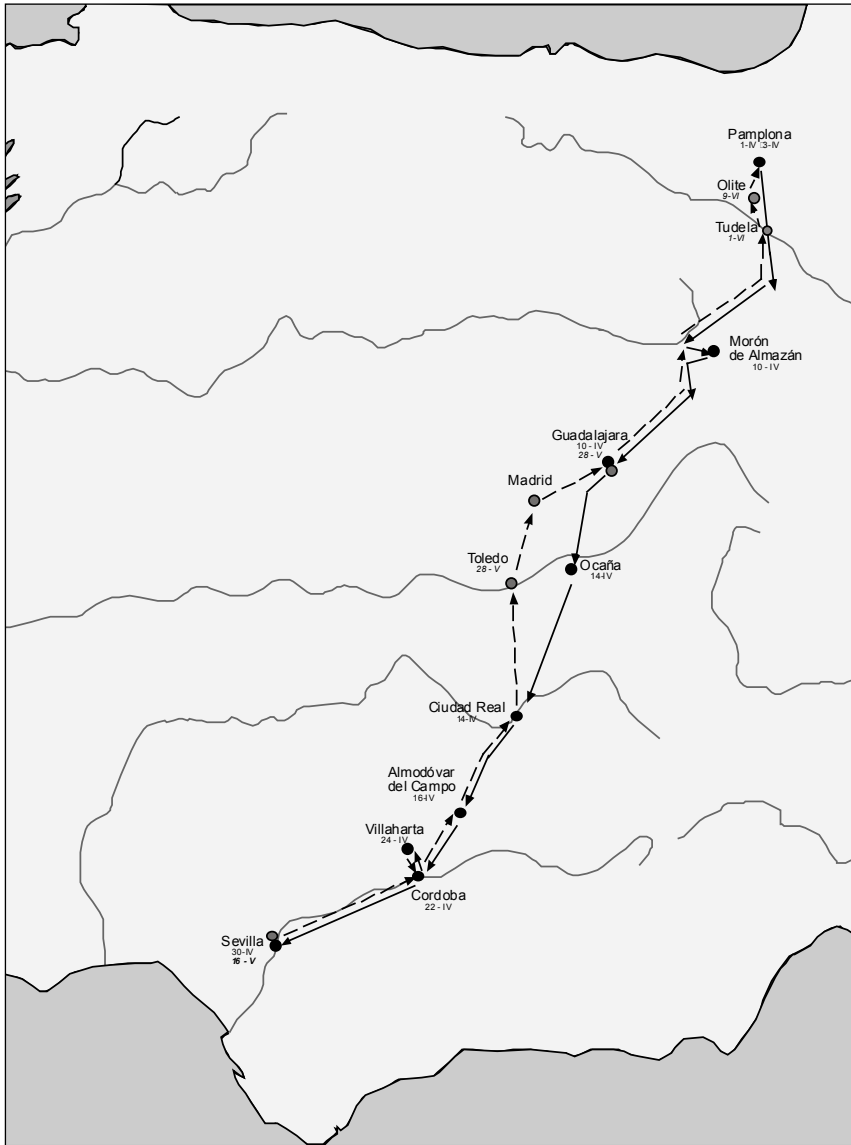 Pamplona
1-IV 3-IV
Olite
9-VI
Tudela
1-VI
Morón
de Almazán
10 - IV
Guadalajara
10 - IV
28 - V
Madrid
Toledo
28 - V
Ocaña
14-IV
Ciudad Real
14-IV
Almodóvar
del Campo
16-IV
Villaharta
24 - IV
Cordoba
22 - IV
Sevilla
30-IV
16 - V